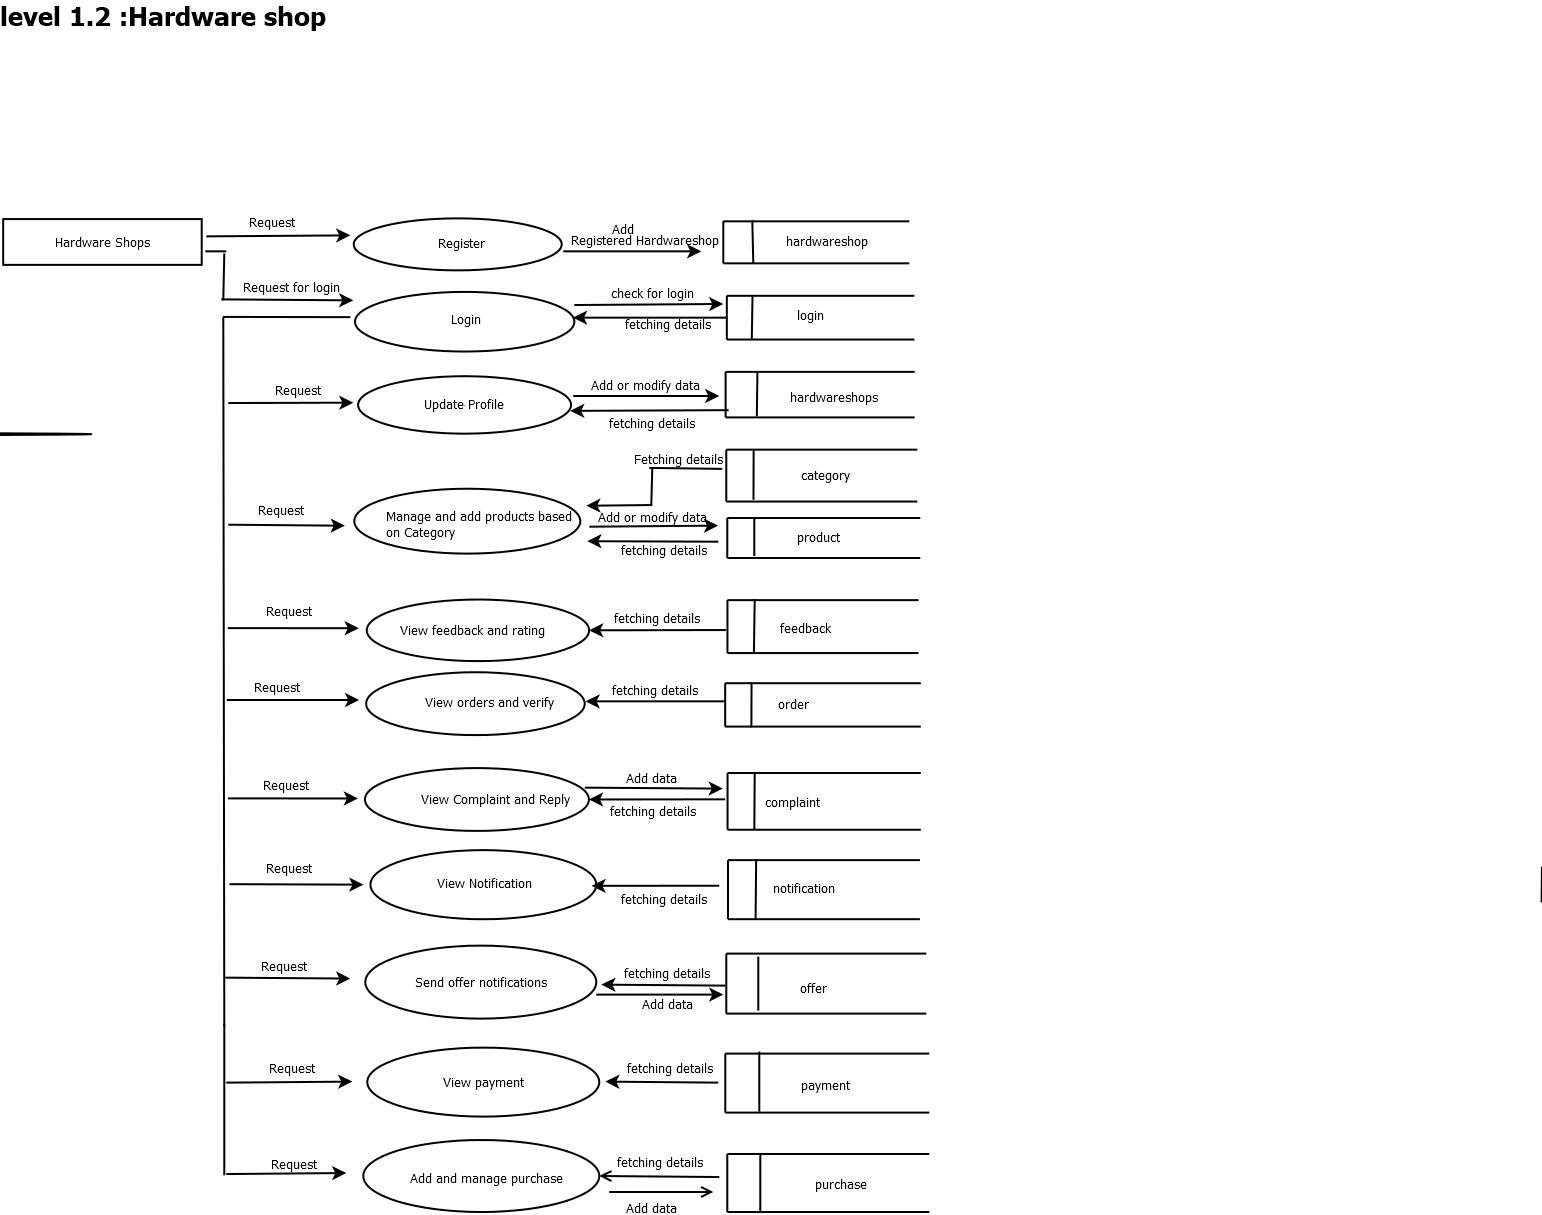 level 1.2 :Hardware shop
Hardware Shops
Request
Register
Add
Registered Hardwareshop
hardwareshop
Request for login
Login
check for login
fetching details
login
Request
Update Profile
Add or modify data
fetching details
hardwareshops
Fetching details
category
Request
Manage and add products based
on Category
Add or modify data
fetching details
product
Request
View feedback and rating
fetching details
feedback
Request
View orders and verify
fetching details
order
Request
View Complaint and Reply
Add data
fetching details
complaint
Request
View Notification
fetching details
notification
Request
Send offer notifications
fetching details
Add data
offer
Request
View payment
fetching details
payment
Request
Add and manage purchase
fetching details
Add data
purchase